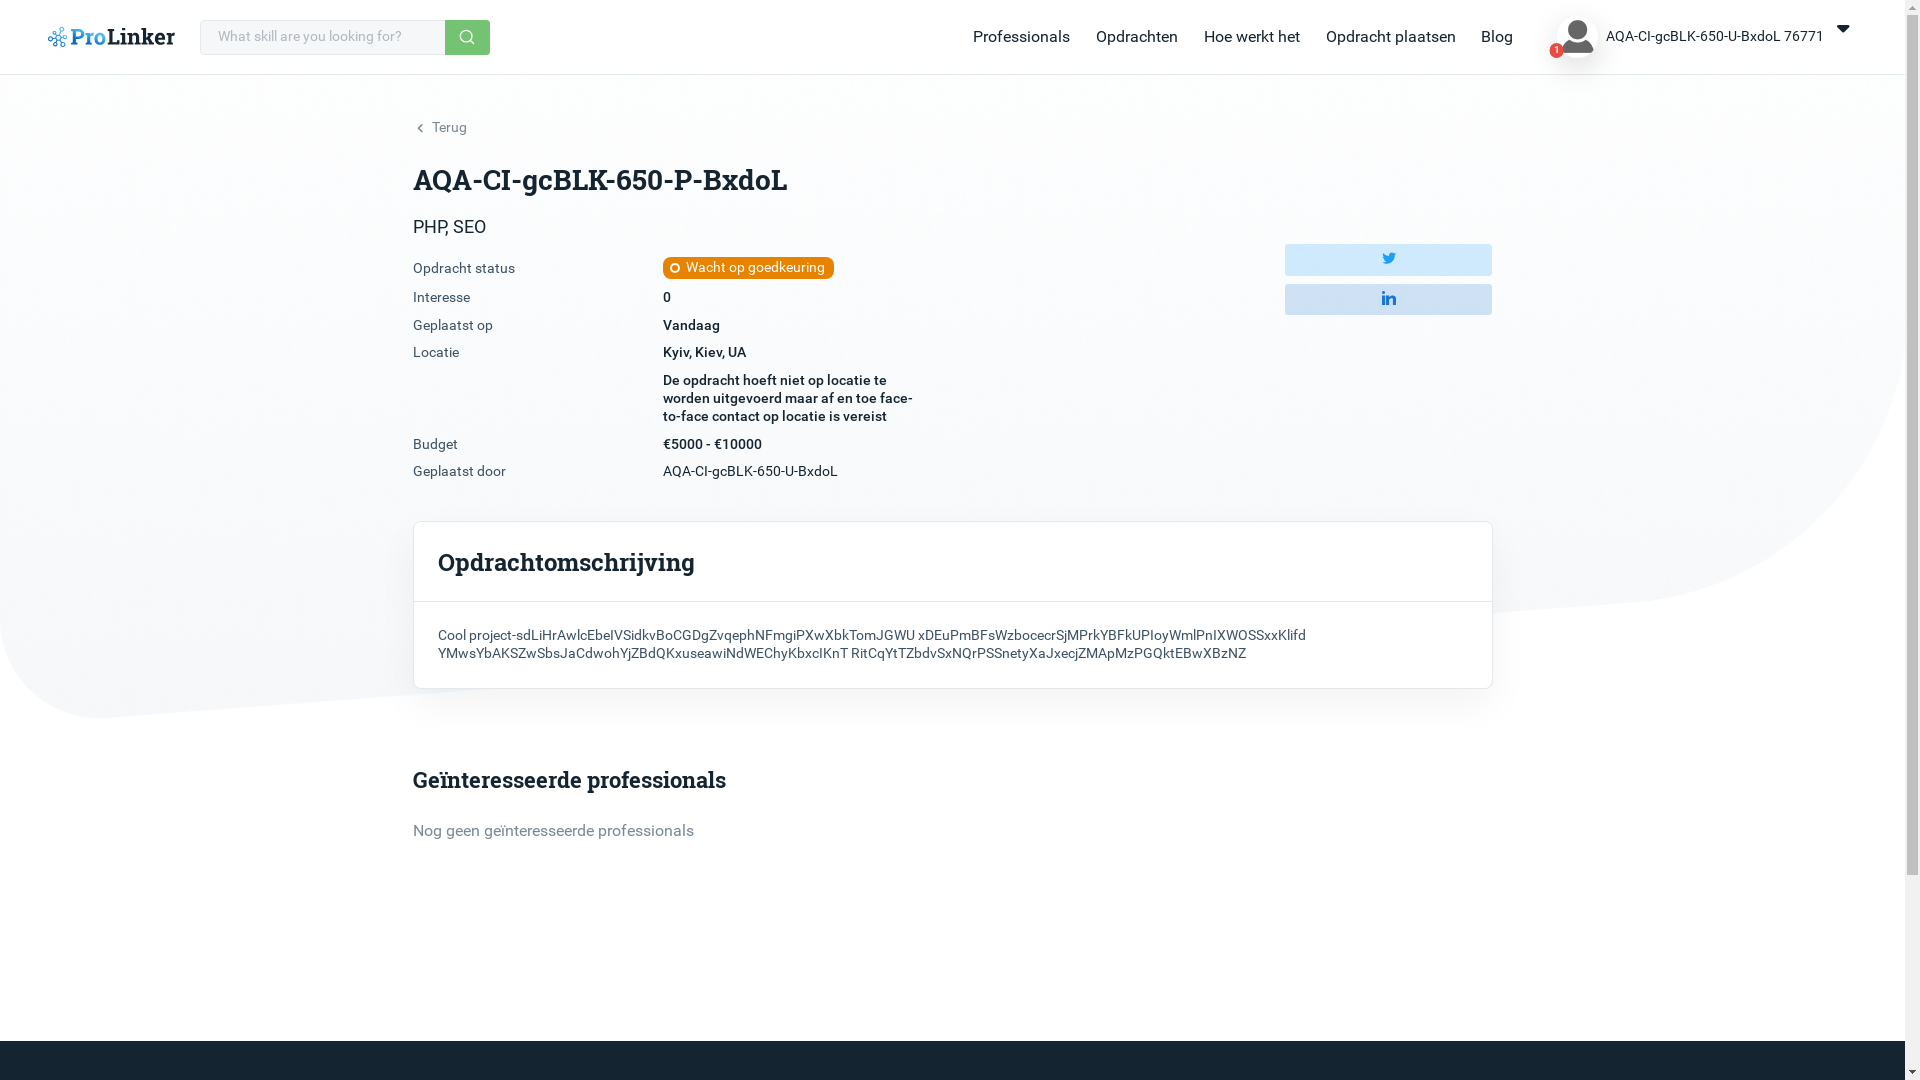 ProLinker
What skill are you looking for?
Professionals
Opdrachten
Hoe werkt het
Opdracht plaatsen
Blog
1
AQA-CI-gcBLK-650-U-BxdoL 76771
Terug
AQA-CI-gcBLK-650-P-BxdoL
PHP, SEO
Opdracht status
Wacht op goedkeuring
Interesse
0
Geplaatst op
Vandaag
Locatie
Kyiv, Kiev, UA
De opdracht hoeft niet op locatie te
worden uitgevoerd maar af en toe face-
to-face contact op locatie is vereist
Budget
€5000 - €10000
Geplaatst door
AQA-CI-gcBLK-650-U-BxdoL
in
Opdrachtomschrijving
Cool project-sdLiHrAwlcEbeIVSidkvBoCGDgZvqephNFmgiPXwXbkTomJGWU xDEuPmBFsWzbocecrSjMPrkYBFkUPIoyWmlPnIXWOSSxxKlifd
YMwsYbAKSZwSbsJaCdwohYjZBdQKxuseawiNdWEChyKbxcIKnT RitCqYtTZbdvSxNQrPSSnetyXaJxecjZMApMzPGQktEBwXBzNZ
Geïnteresseerde professionals
Nog geen geïnteresseerde professionals